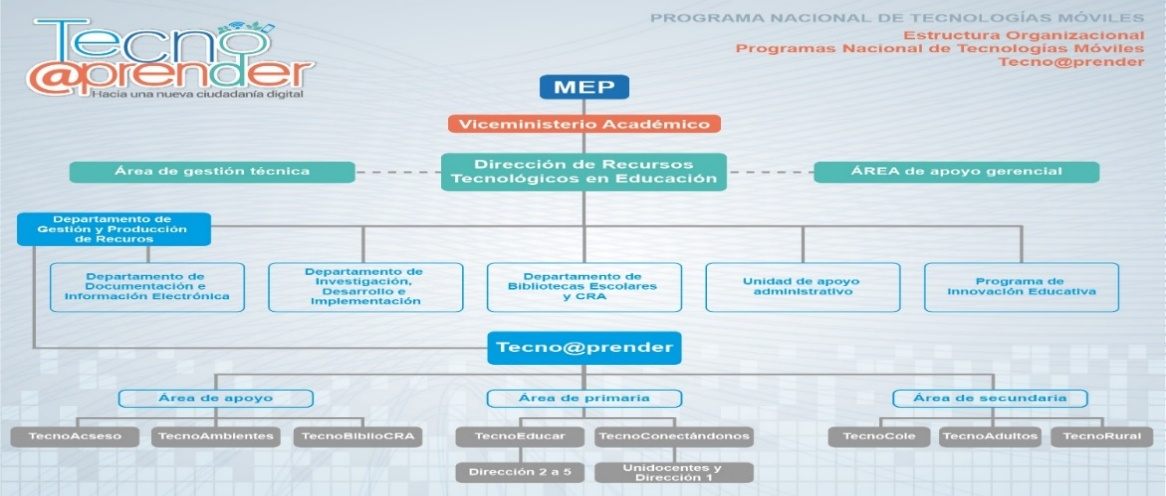 Tecno
@prender
Hacia una nueva ciudadanía digital
PROGRAMA NACIONAL DE TECNOLOGÍAS MÓVILES
Estructura Organizacional
Programas Nacional de Tecnologías Móviles
Tecno@prender
MEP
Viceministerio Académico
Dirección de Recursos
Tecnológicos en Educación
Área de gestión técnica
ÁREA de apoyo gerencial
Departamento de
Gestión y Producción
de Recuros
Departamento de
Documentación e
Información Electrónica
Departamento de
Investigación,
Desarrollo e
Implementación
Departamento de
Bibliotecas Escolares
y CRA
Unidad de apoyo
administrativo
Programa de
Innovación Educativa
Tecno@prender
Área de apoyo
Área de primaria
Área de secundaria
TecnoAcseso
TecnoAmbientes
TecnoBiblioCRA
TecnoEducar
TecnoConectándonos
TecnoCole
TecnoAdultos
TecnoRural
Dirección 2 a 5
Unidocentes y
Dirección 1